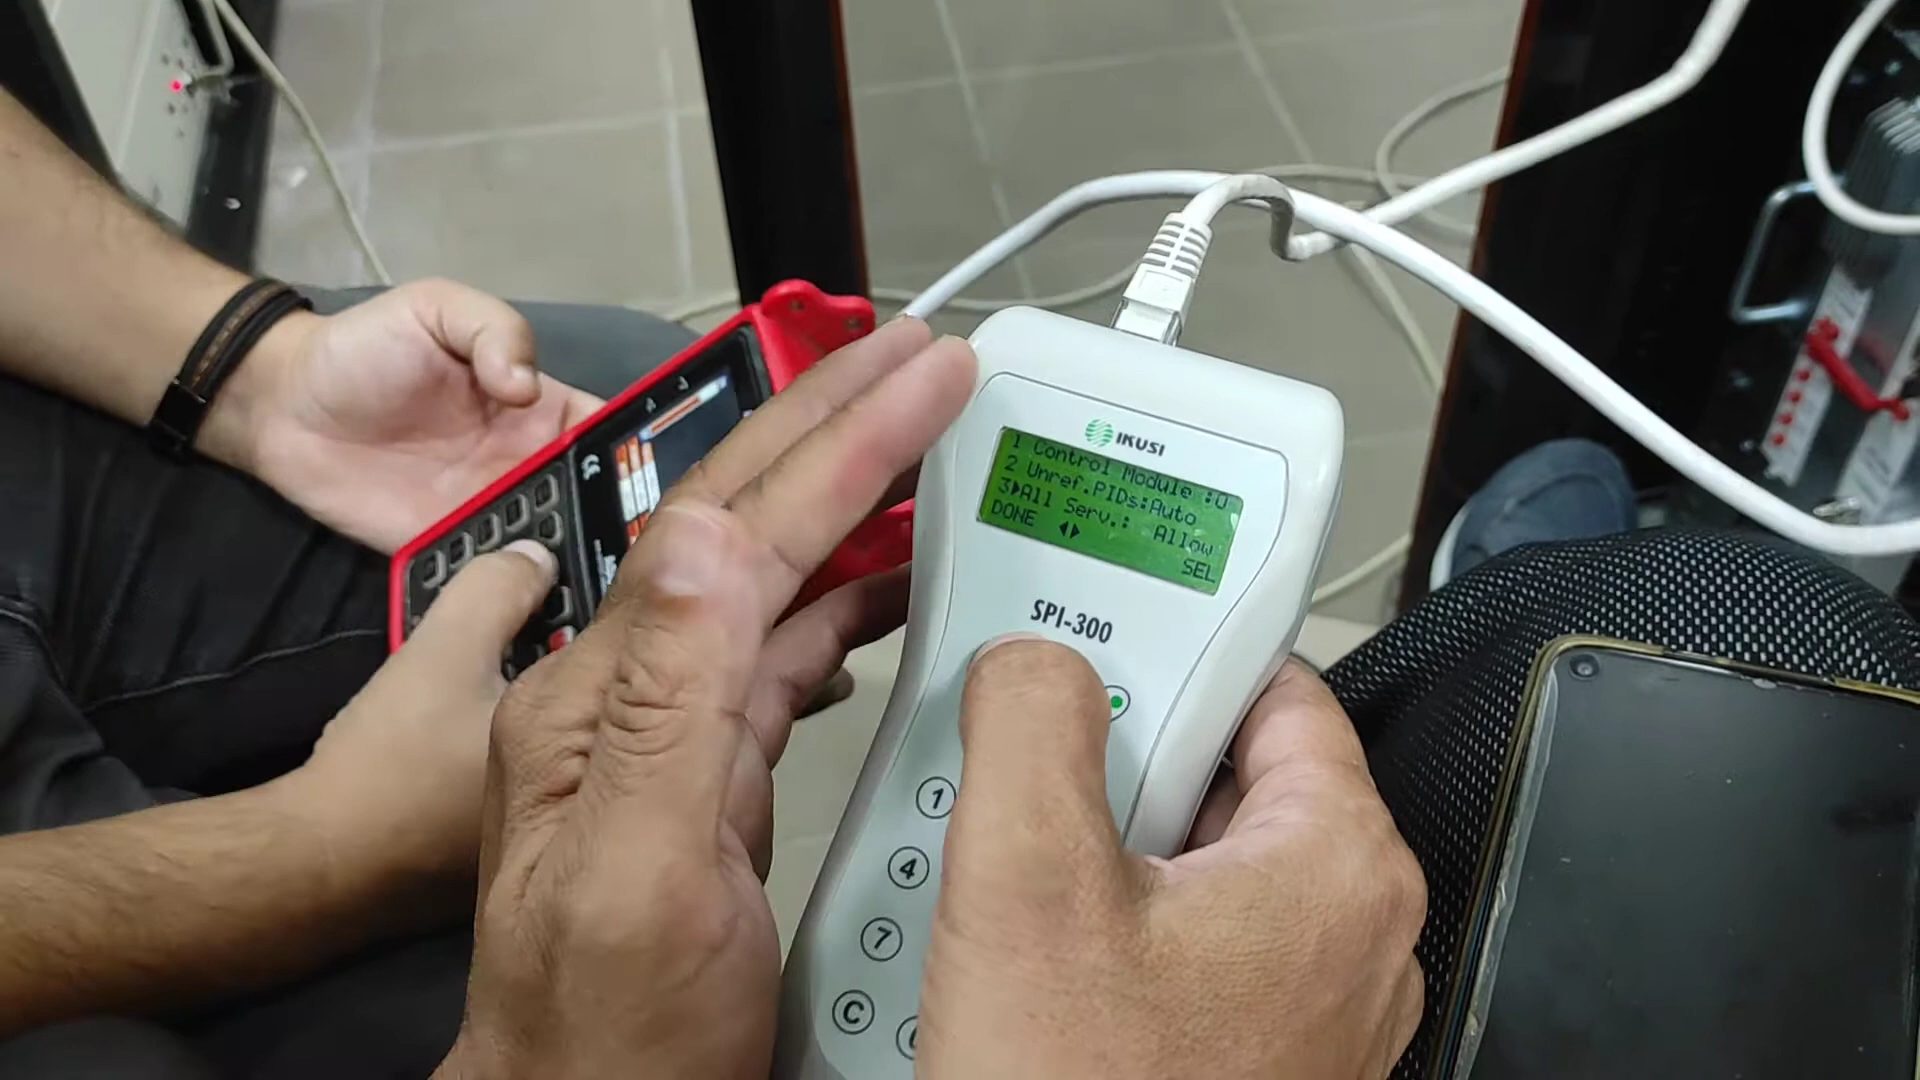 IKUSI
1 Control Module :U
2 Unref.PIDs:Auto
3▶All Serv.: Allow
DONE ◀▶ SEL
SPI-300
1
4
7
C
CE